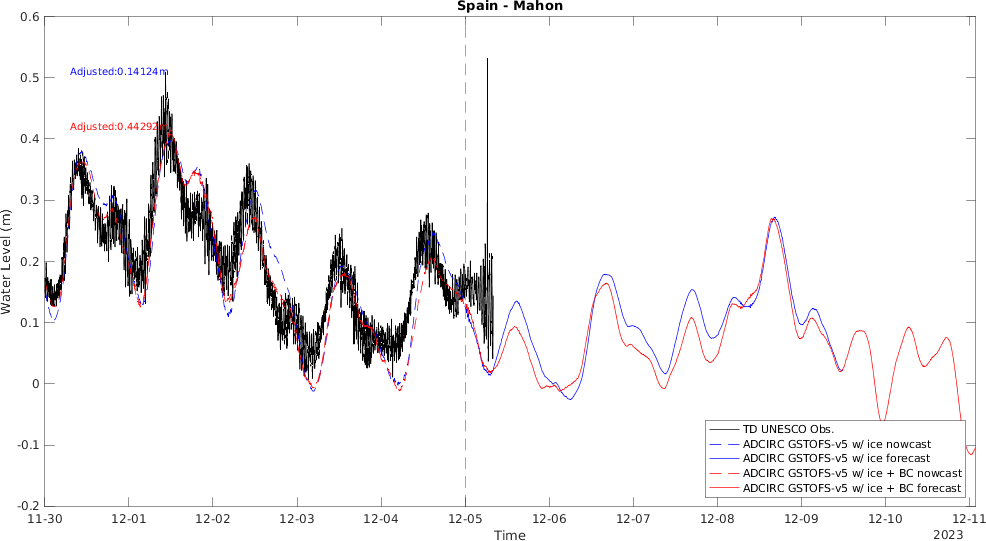 Spain - Mahon
0.6
0.5
0.4
0.3
0.2
0.1
0
-0.1
-0.2
Water Level (m)
Adjusted:0.14124m
Adjusted:0.44292m
TD UNESCO Obs.
ADCIRC GSTOFS-v5 w/ ice nowcast
ADCIRC GSTOFS-v5 w/ ice forecast
ADCIRC GSTOFS-v5 w/ ice + BC nowcast
ADCIRC GSTOFS-v5 w/ ice + BC forecast
11-30 12-01 12-02 12-03 12-04 12-05 12-06 12-07 12-08 12-09 12-10 12-11
Time
2023